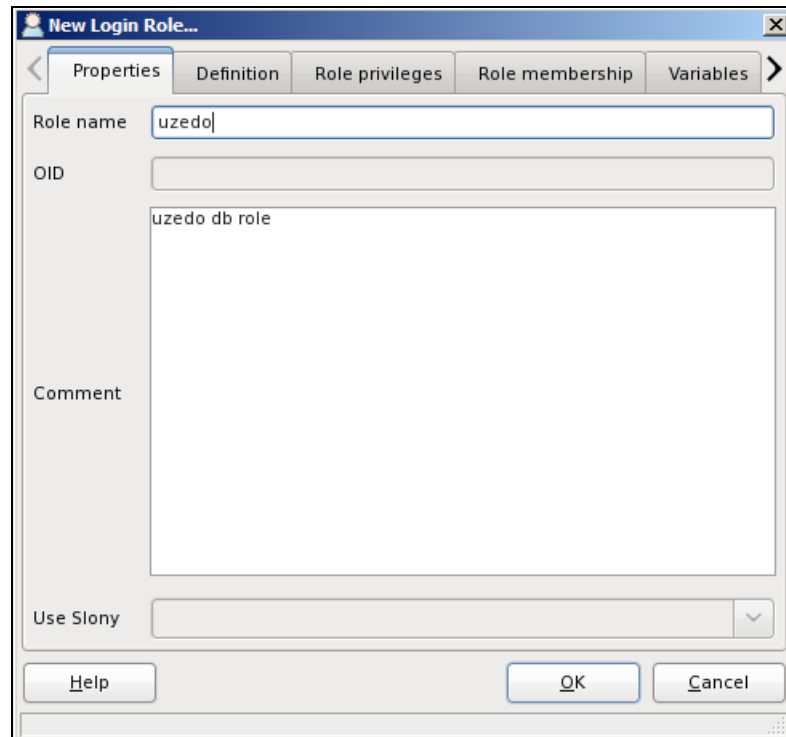 New Login Role...
Properties Definition Role privileges Role membership Variables
Role name uzedo
OID
uzedo db role
Comment
Use Slony
Help OK Cancel